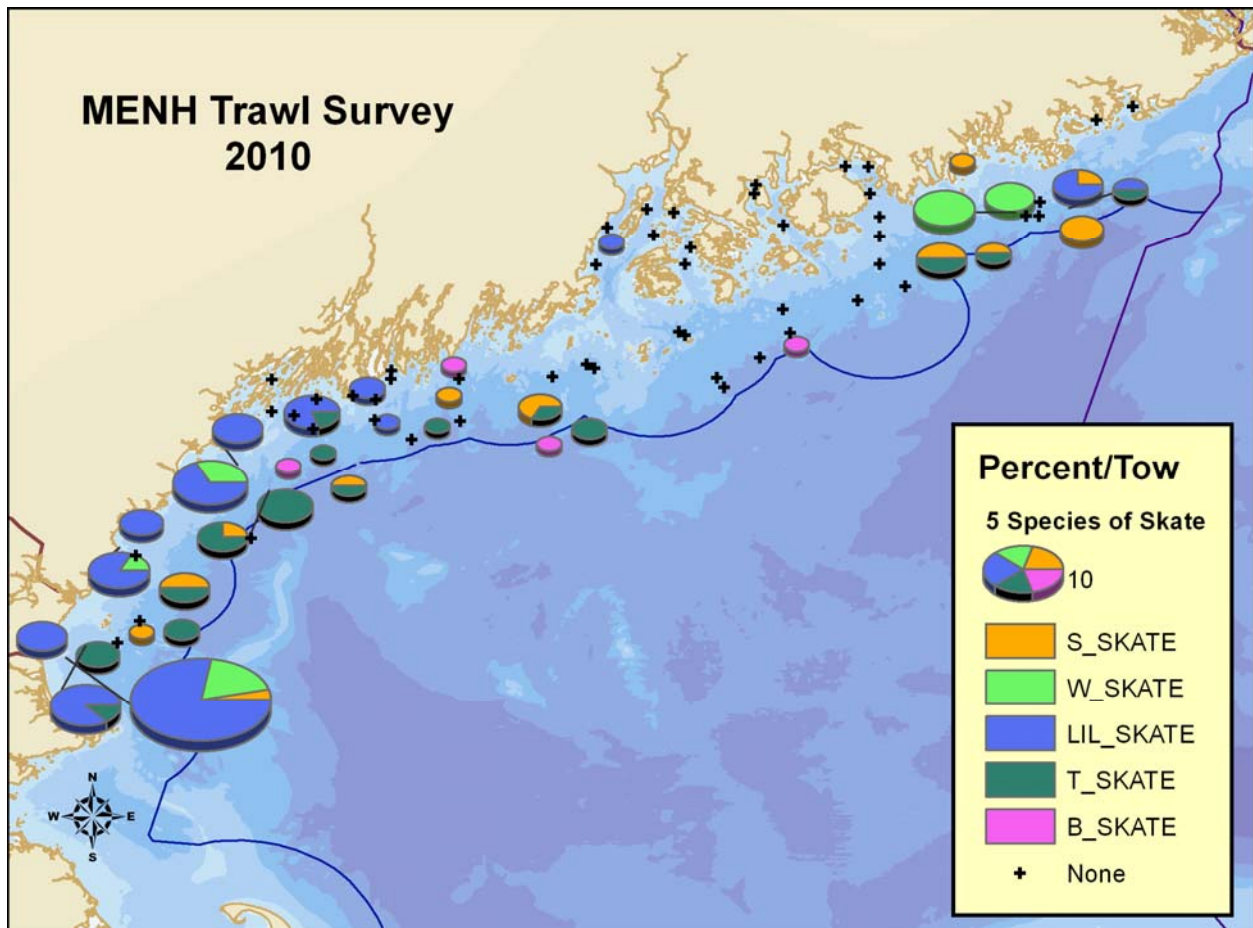 MENH Trawl Survey
2010
N
W E
S
Percent/Tow
5 Species of Skate
10
S_SKATE
W_SKATE
LIL_SKATE
T_SKATE
B_SKATE
None